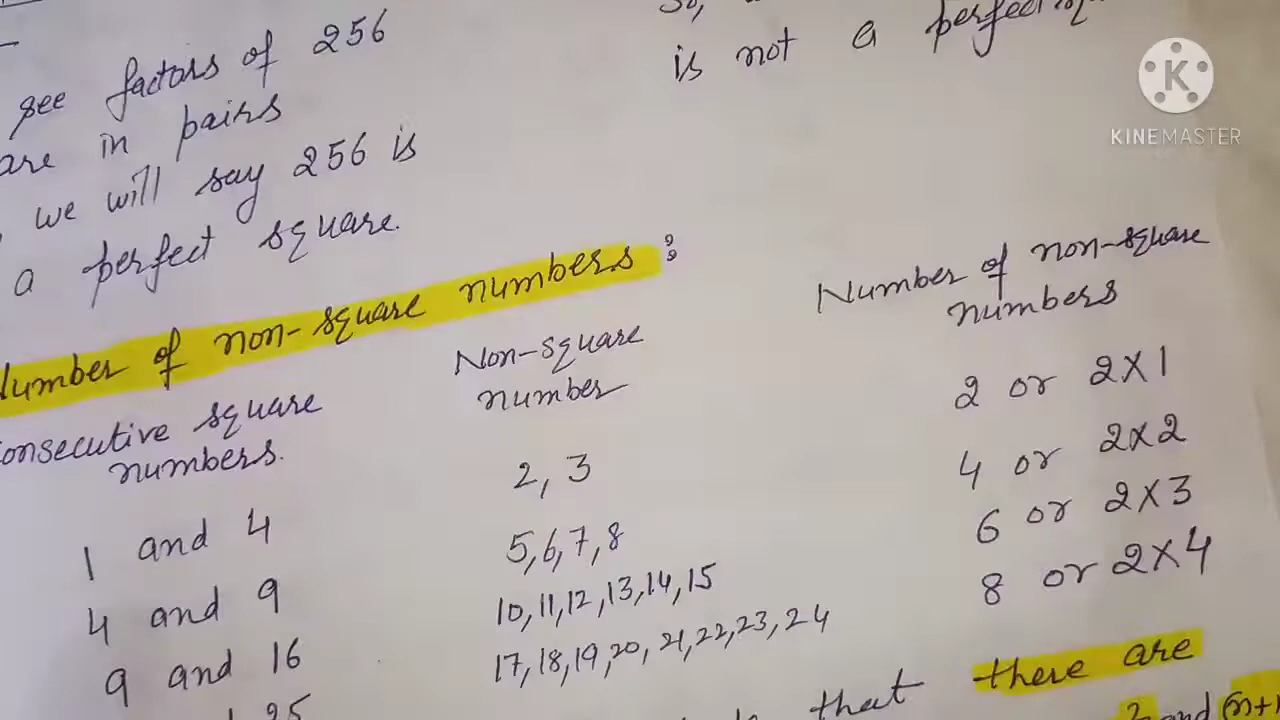 see factors of 256
are in pairs
we will say 256 is
a perfect square.
is not a
KINEMASTER
Number of non-square numbers:
Consecutive square numbers.
Non-square number
Number of non-square numbers
1 and 4 2, 3 2 or 2×1
4 and 9 5,6,7,8 4 or 2×2
9 and 16 10,11,12,13,14,15 6 or 2×3
25 17,18,19,20,21,22,23,24 8 or 2×4
that there are
and